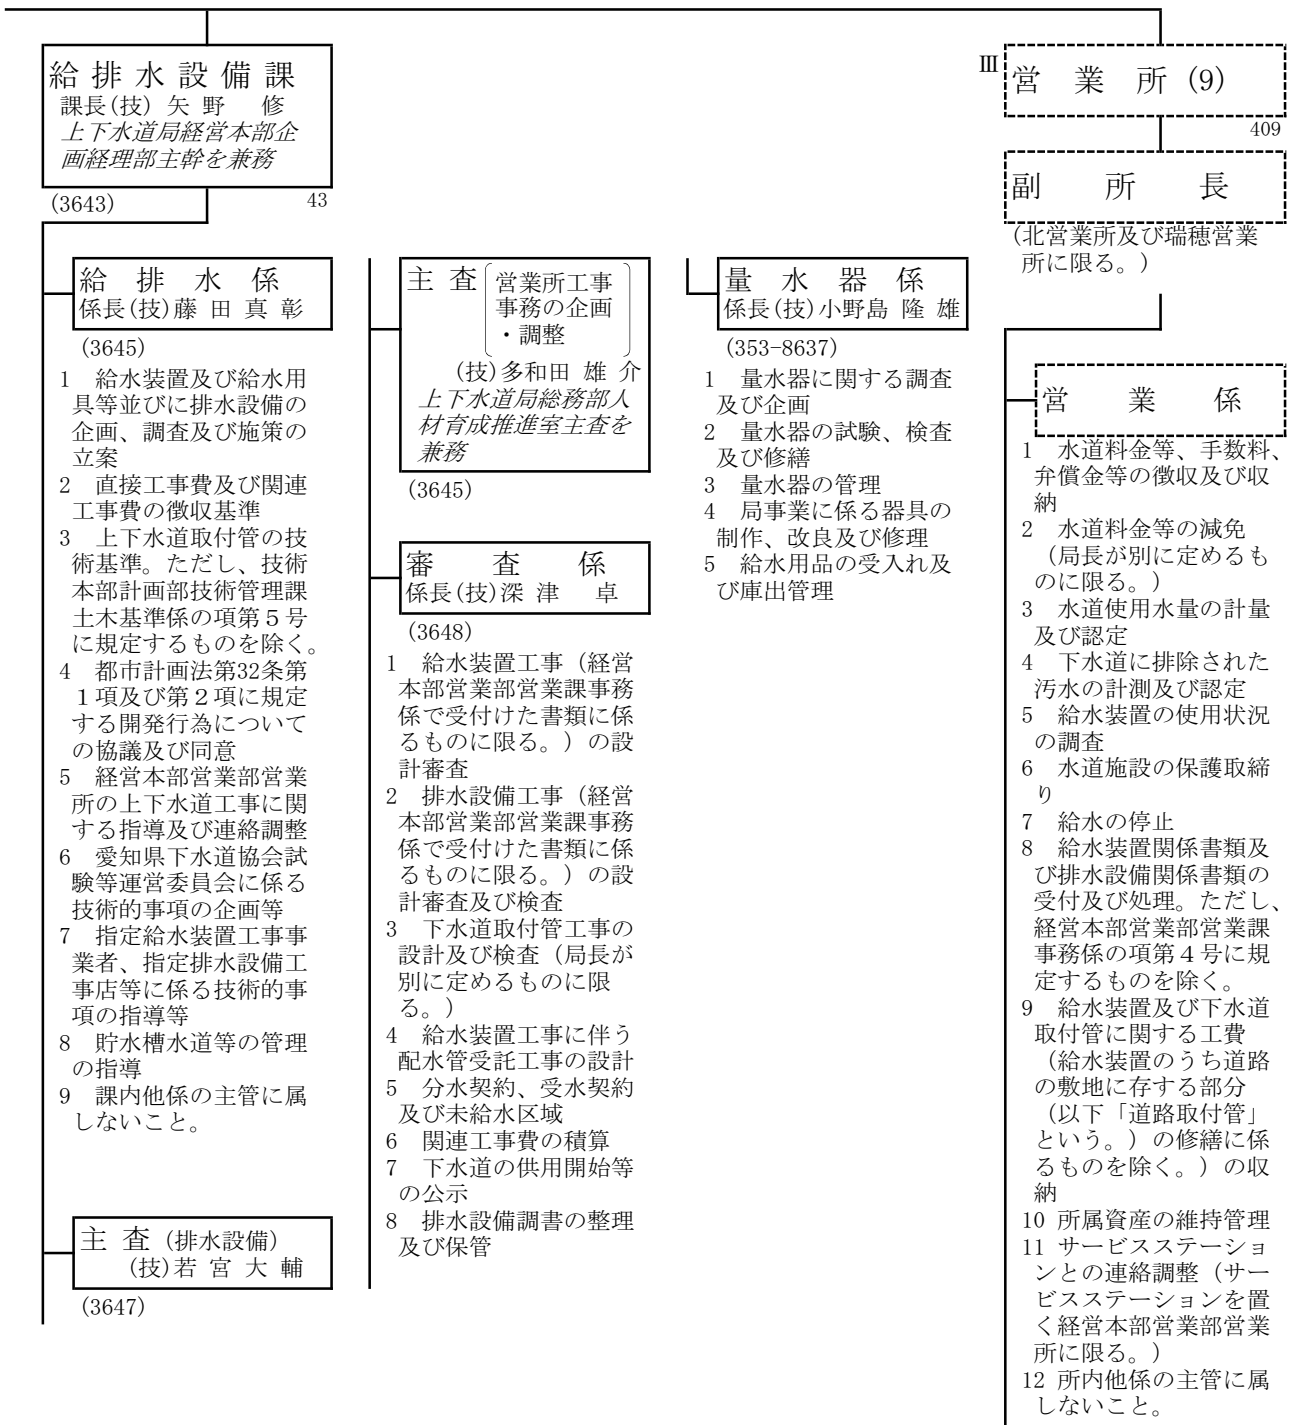 給排水設備課
課長(技) 矢野 修
上下水道局経営本部企
画経理部主幹を兼務
(3643)
43
給排水係
係長(技)藤田真彰
(3645)
1 給水装置及び給水用
具等並びに排水設備の
企画、調査及び施策の
立案
2 直接工事費及び関連
工事費の徴収基準
3 上下水道取付管の技
術基準。ただし、技術
本部計画部技術管理課
土木基準係の項第5号
に規定するものを除く。
4 都市計画法第32条第
1項及び第2項に規定
する開発行為について
の協議及び同意
5 経営本部営業部営業
所の上下水道工事に関
する指導及び連絡調整
6 愛知県下水道協会試
験等運営委員会に係る
技術的事項の企画等
7 指定給水装置工事事
業者、指定排水設備工
事店等に係る技術的事
項の指導等
8 貯水槽水道等の管理
の指導
9 課内他係の主管に属
しないこと。
主査(排水設備)
(技)若宮大輔
(3647)
主査
営業所工事
事務の企画
・調整
(技)多和田 雄介
上下水道局総務部人
材育成推進室主査を
兼務
(3645)
審査係
係長(技)深津 卓
(3648)
1 給水装置工事(経営
本部営業部営業課事務
係で受付けた書類に係
るものに限る。)の設
計審査
2 排水設備工事(経営
本部営業部営業課事務
係で受付けた書類に係
るものに限る。)の設
計審査及び検査
3 下水道取付管工事の
設計及び検査(局長が
別に定めるものに限
る。)
4 給水装置工事に伴う
配水管受託工事の設計
5 分水契約、受水契約
及び未給水区域
6 関連工事費の積算
7 下水道の供用開始等
の公示
8 排水設備調書の整理
及び保管
量水器係
係長(技)小野島 隆雄
(353-8637)
1 量水器に関する調査
及び企画
2 量水器の試験、検査
及び修繕
3 量水器の管理
4 局事業に係る器具の
制作、改良及び修理
5 給水用品の受入れ及
び庫出管理
Ⅲ
営業所(9)
409
副所長
(北営業所及び瑞穂営業
所に限る。)
営業係
1 水道料金等、手数料、
弁償金等の徴収及び収
納
2 水道料金等の減免
(局長が別に定めるも
のに限る。)
3 水道使用水量の計量
及び認定
4 下水道に排除された
汚水の計測及び認定
5 給水装置の使用状況
の調査
6 水道施設の保護取締
り
7 給水の停止
8 給水装置関係書類及
び排水設備関係書類の
受付及び処理。ただし、
経営本部営業部営業課
事務係の項第4号に規
定するものを除く。
9 給水装置及び下水道
取付管に関する工費
(給水装置のうち道路
の敷地に存する部分
(以下「道路取付管」
という。)の修繕に係
るものを除く。)の収
納
10 所属資産の維持管理
11 サービスステーショ
ンとの連絡調整(サー
ビスステーションを置
く経営本部営業部営業
所に限る。)
12 所内他係の主管に属
しないこと。